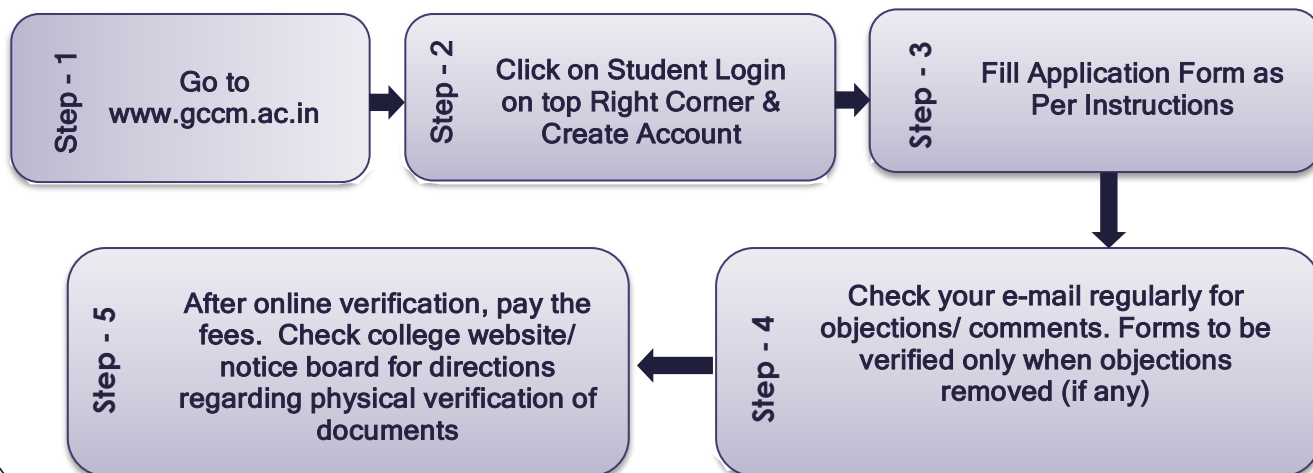 Step - 1
Go to
www.gccm.ac.in
Step - 2
Click on Student Login
on top Right Corner &
Create Account
Step - 3
Fill Application Form as
Per Instructions
Step - 4
Check your e-mail regularly for
objections/ comments. Forms to be
verified only when objections
removed (if any)
Step - 5
After online verification, pay the
fees. Check college website/
notice board for directions
regarding physical verification of
documents